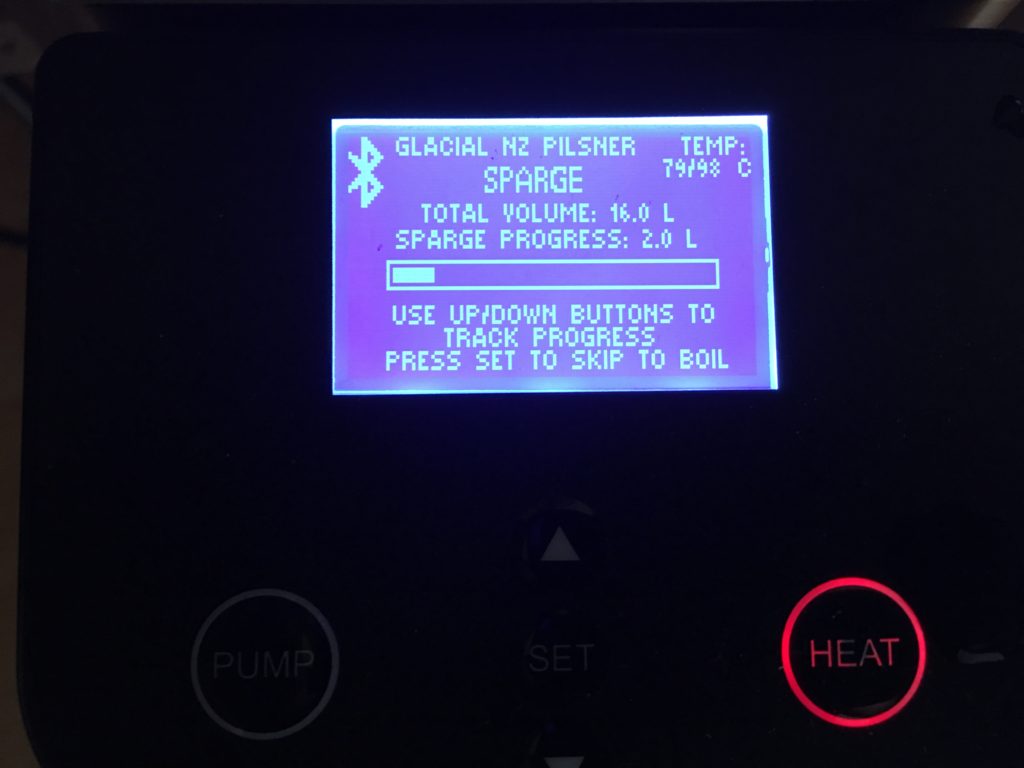 GLACIAL NZ PILSNER
TEMP:
79/98 C
SPARGE
TOTAL VOLUME: 16.0 L
SPARGE PROGRESS: 2.0 L
USE UP/DOWN BUTTONS TO
TRACK PROGRESS
PRESS SET TO SKIP TO BOIL
PUMP
SET
HEAT